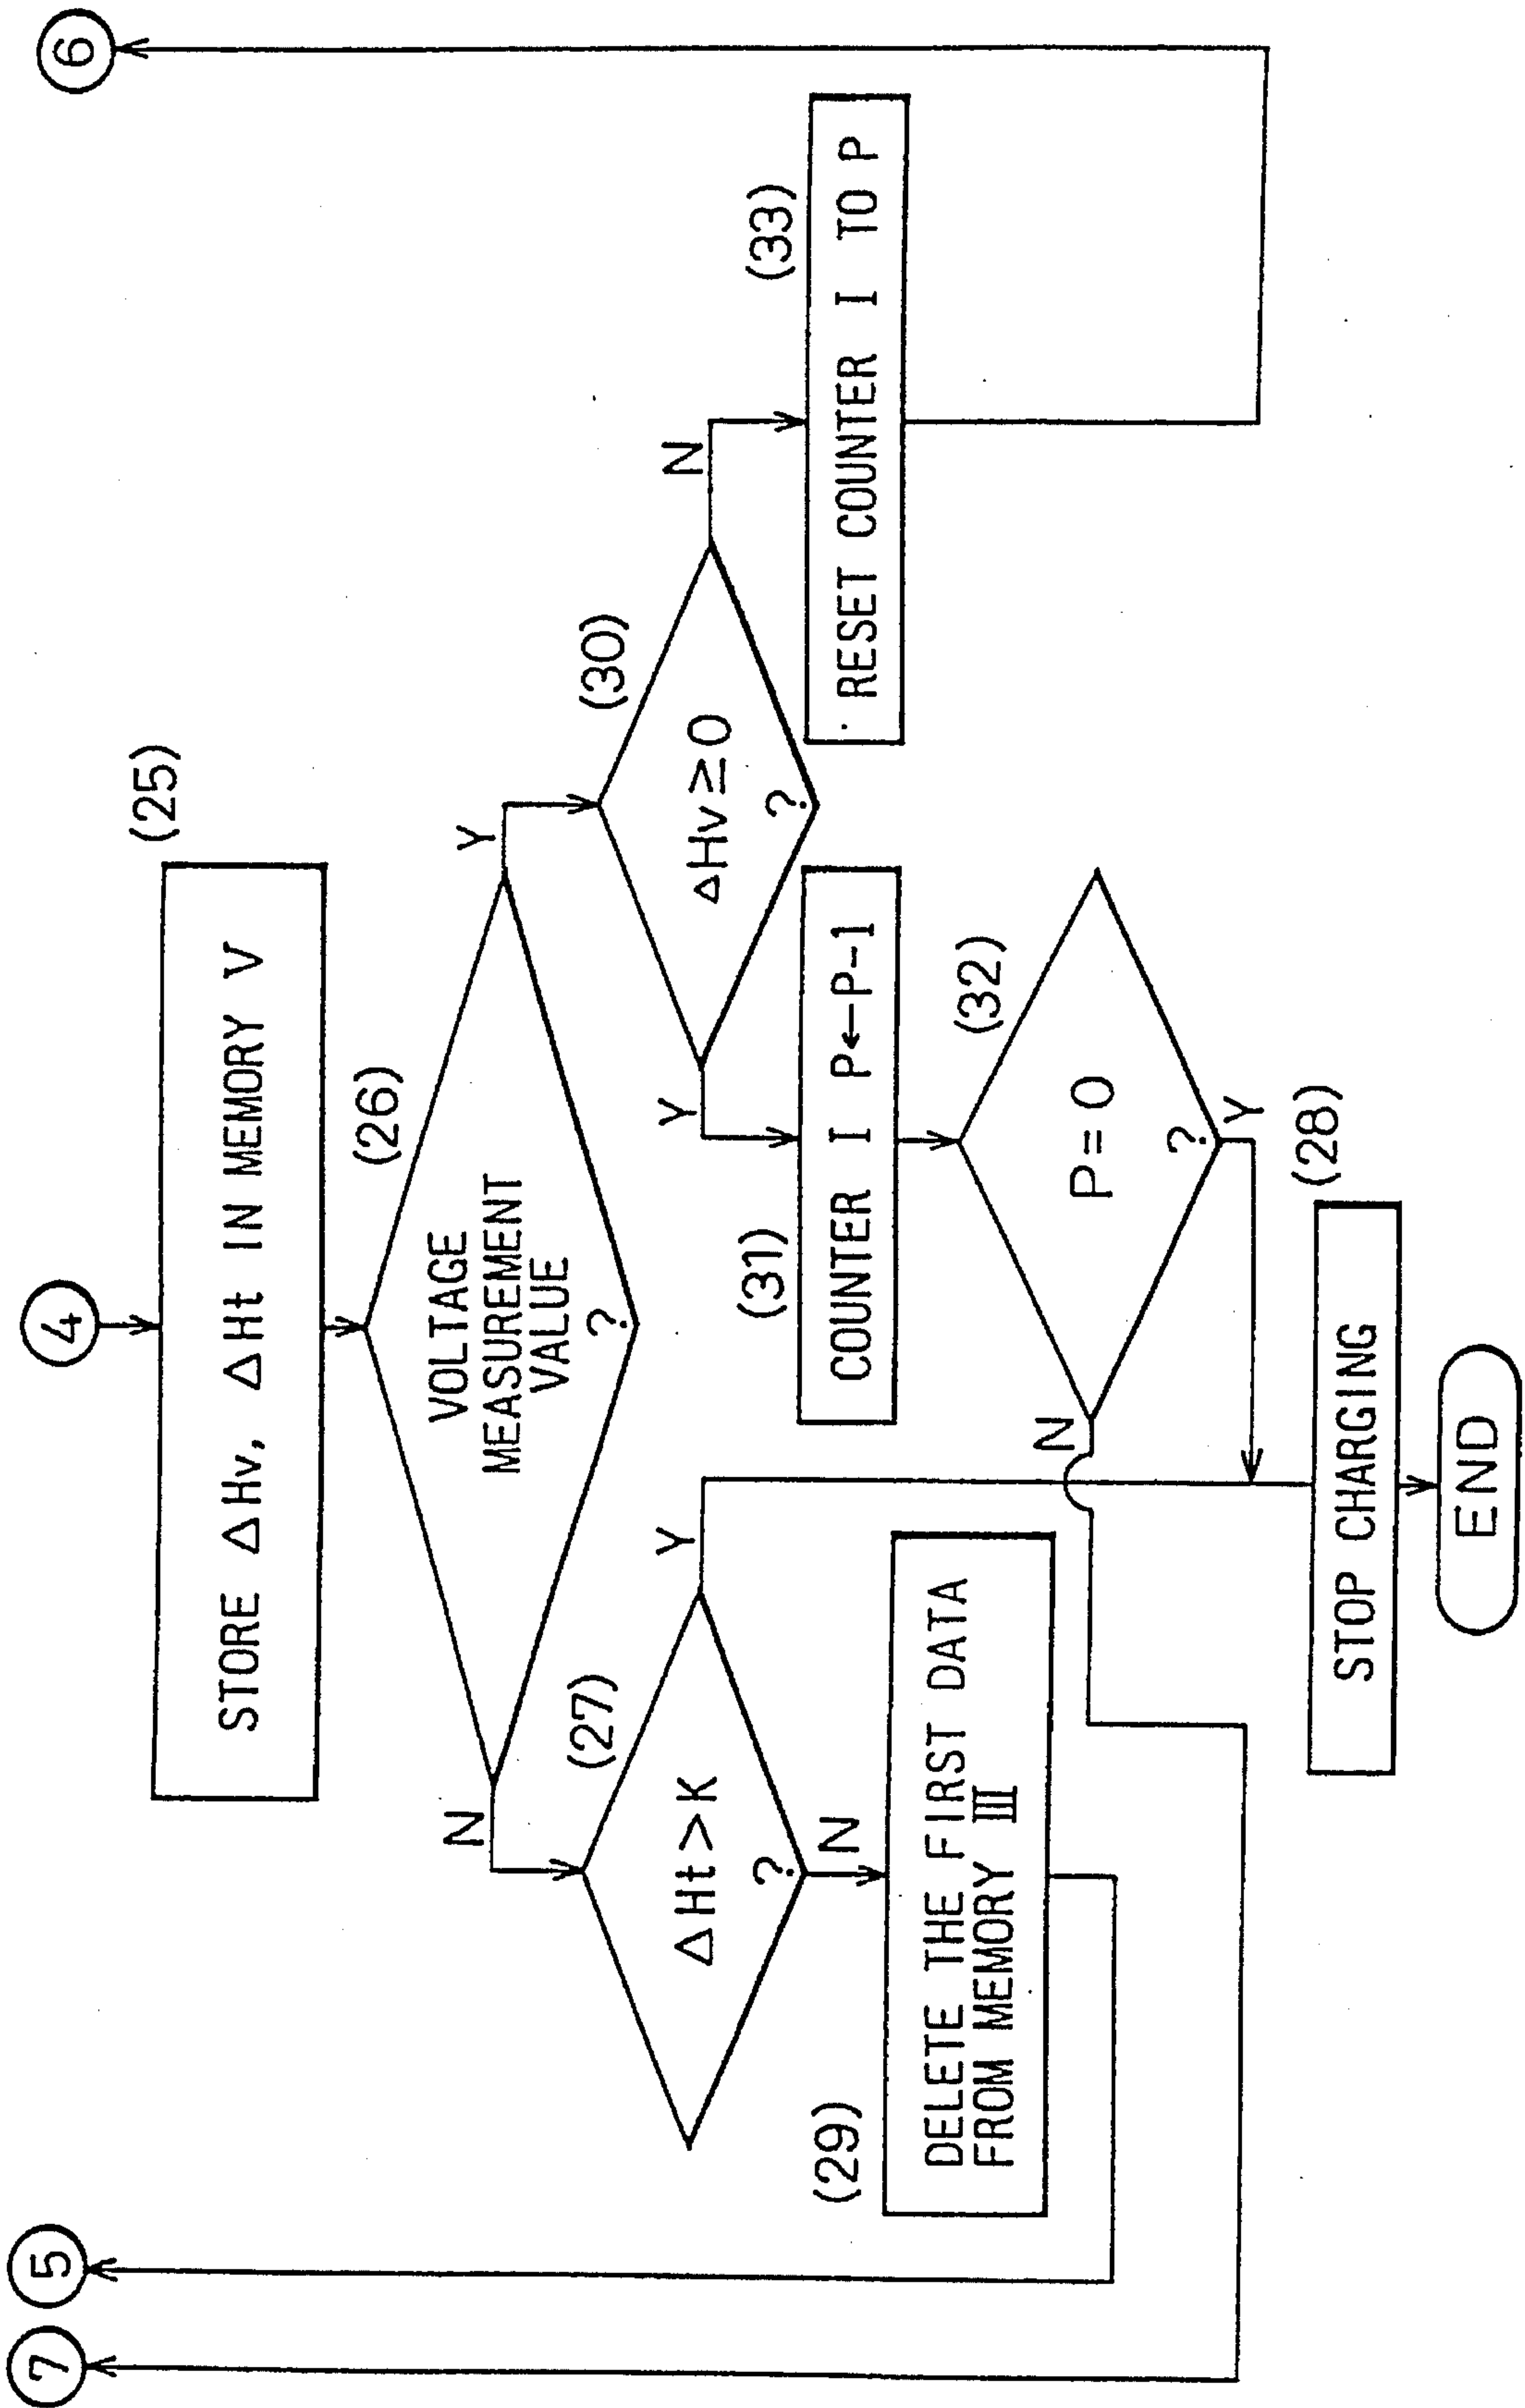 4
(25)
STORE ΔHv, ΔHt IN MEMORY V
(26)
VOLTAGE
MEASUREMENT
VALUE
?
N
Y
(27)
ΔHt>K
?
Y
N
(30)
ΔHv≧0
?
Y
N
(29)
DELETE THE FIRST DATA
FROM MEMORY III
(31)
COUNTER I P←P-1
(33)
RESET COUNTER I TO P
(32)
P=0
?
N
Y
(28)
STOP CHARGING
END
7
5
6